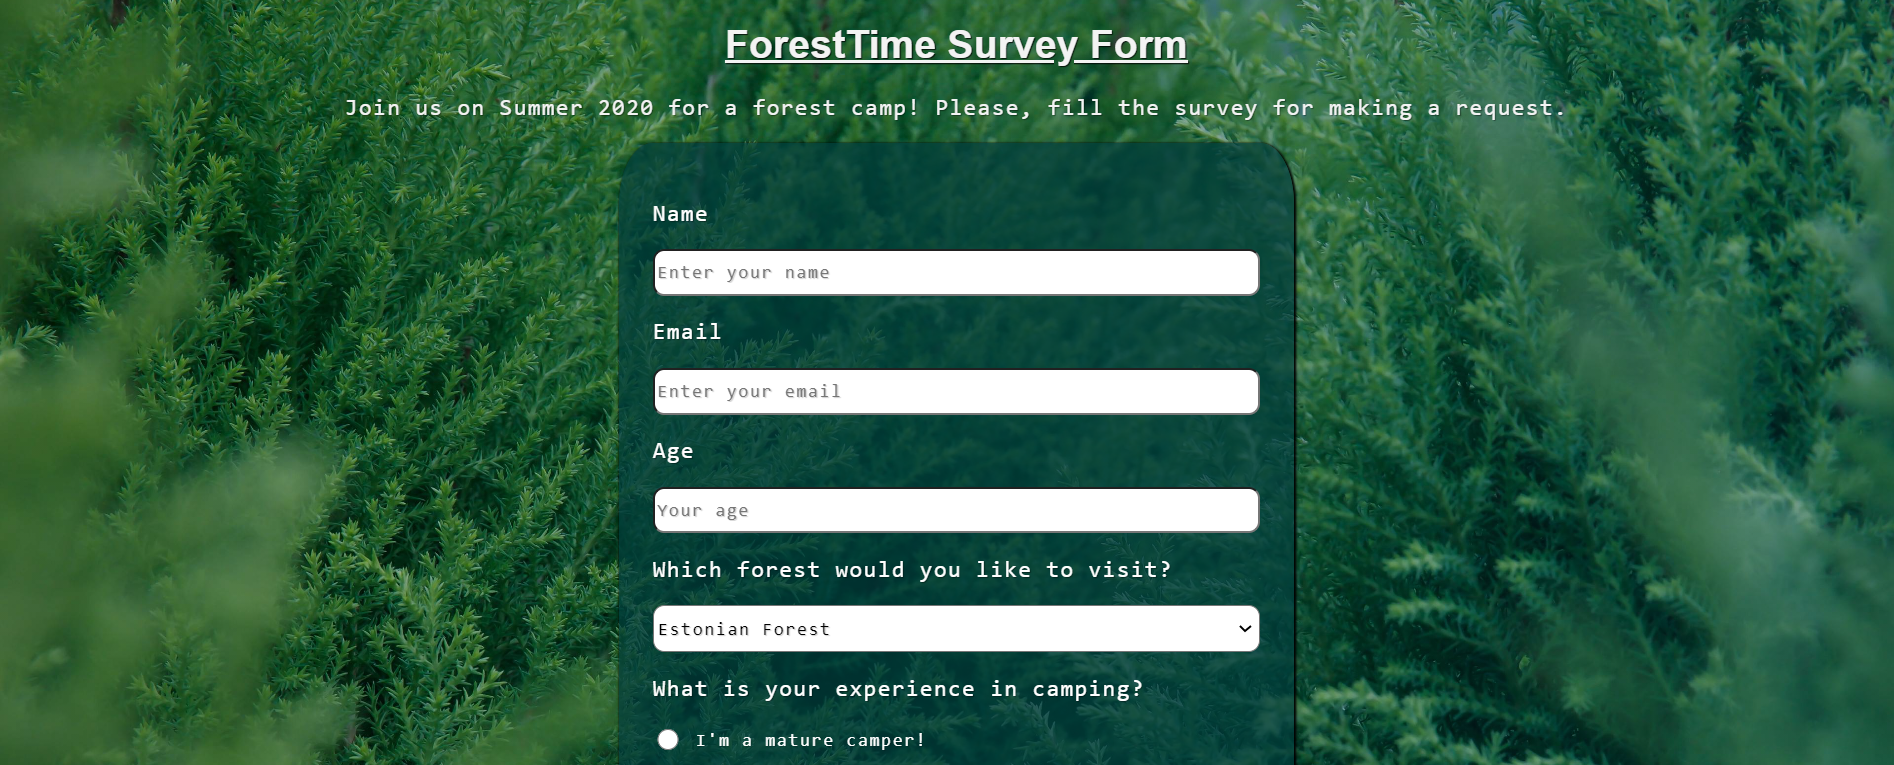 ForestTime Survey Form
Join us on Summer 2020 for a forest camp! Please, fill the survey for making a request.
Name
Enter your name
Email
Enter your email
Age
Your age
Which forest would you like to visit?
Estonian Forest
What is your experience in camping?
I'm a mature camper!